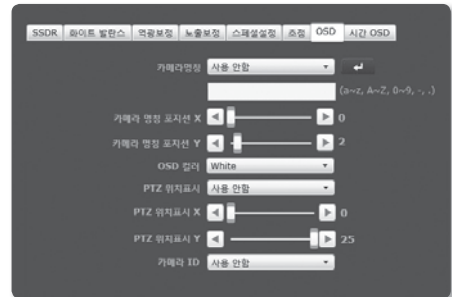 SSDR 화이트 발란스 역광보정 노출보정 스페셜설정 초점 OSD 시간 OSD
카메라명칭 사용 안함
(a~z, A~Z, 0~9, -, .)
카메라 명칭 포지션 X 0
카메라 명칭 포지션 Y 2
OSD 컬러 White
PTZ 위치표시 사용 안함
PTZ 위치표시 X 0
PTZ 위치표시 Y 25
카메라 ID 사용 안함